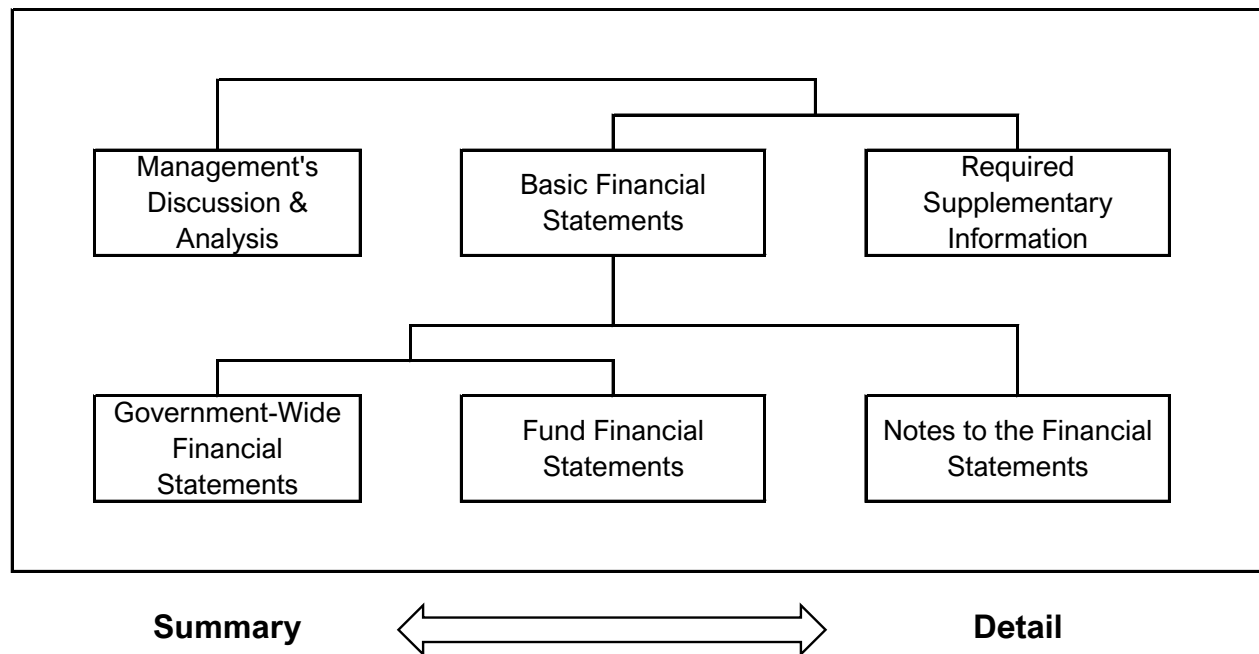 Management's
Discussion &
Analysis
Basic Financial
Statements
Required
Supplementary
Information
Government-Wide
Financial
Statements
Fund Financial
Statements
Notes to the Financial
Statements
Summary
Detail